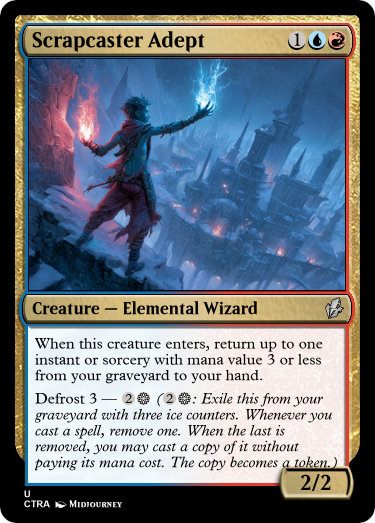 Scrapcaster Adept 1
Creature — Elemental Wizard
When this creature enters, return up to one
instant or sorcery with mana value 3 or less
from your graveyard to your hand.
Defrost 3 — 2 (2: Exile this from your
graveyard with three ice counters. Whenever you
cast a spell, remove one. When the last is
removed, you may cast a copy of it without
paying its mana cost. The copy becomes a token.)
2/2
U
CTRA Midjourney